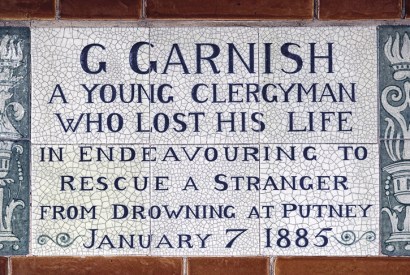 G GARNISH
A YOUNG CLERGYMAN
WHO LOST HIS LIFE
IN ENDEAVOURING TO
RESCUE A STRANGER
FROM DROWNING AT PUTNEY
JANUARY 7 1885